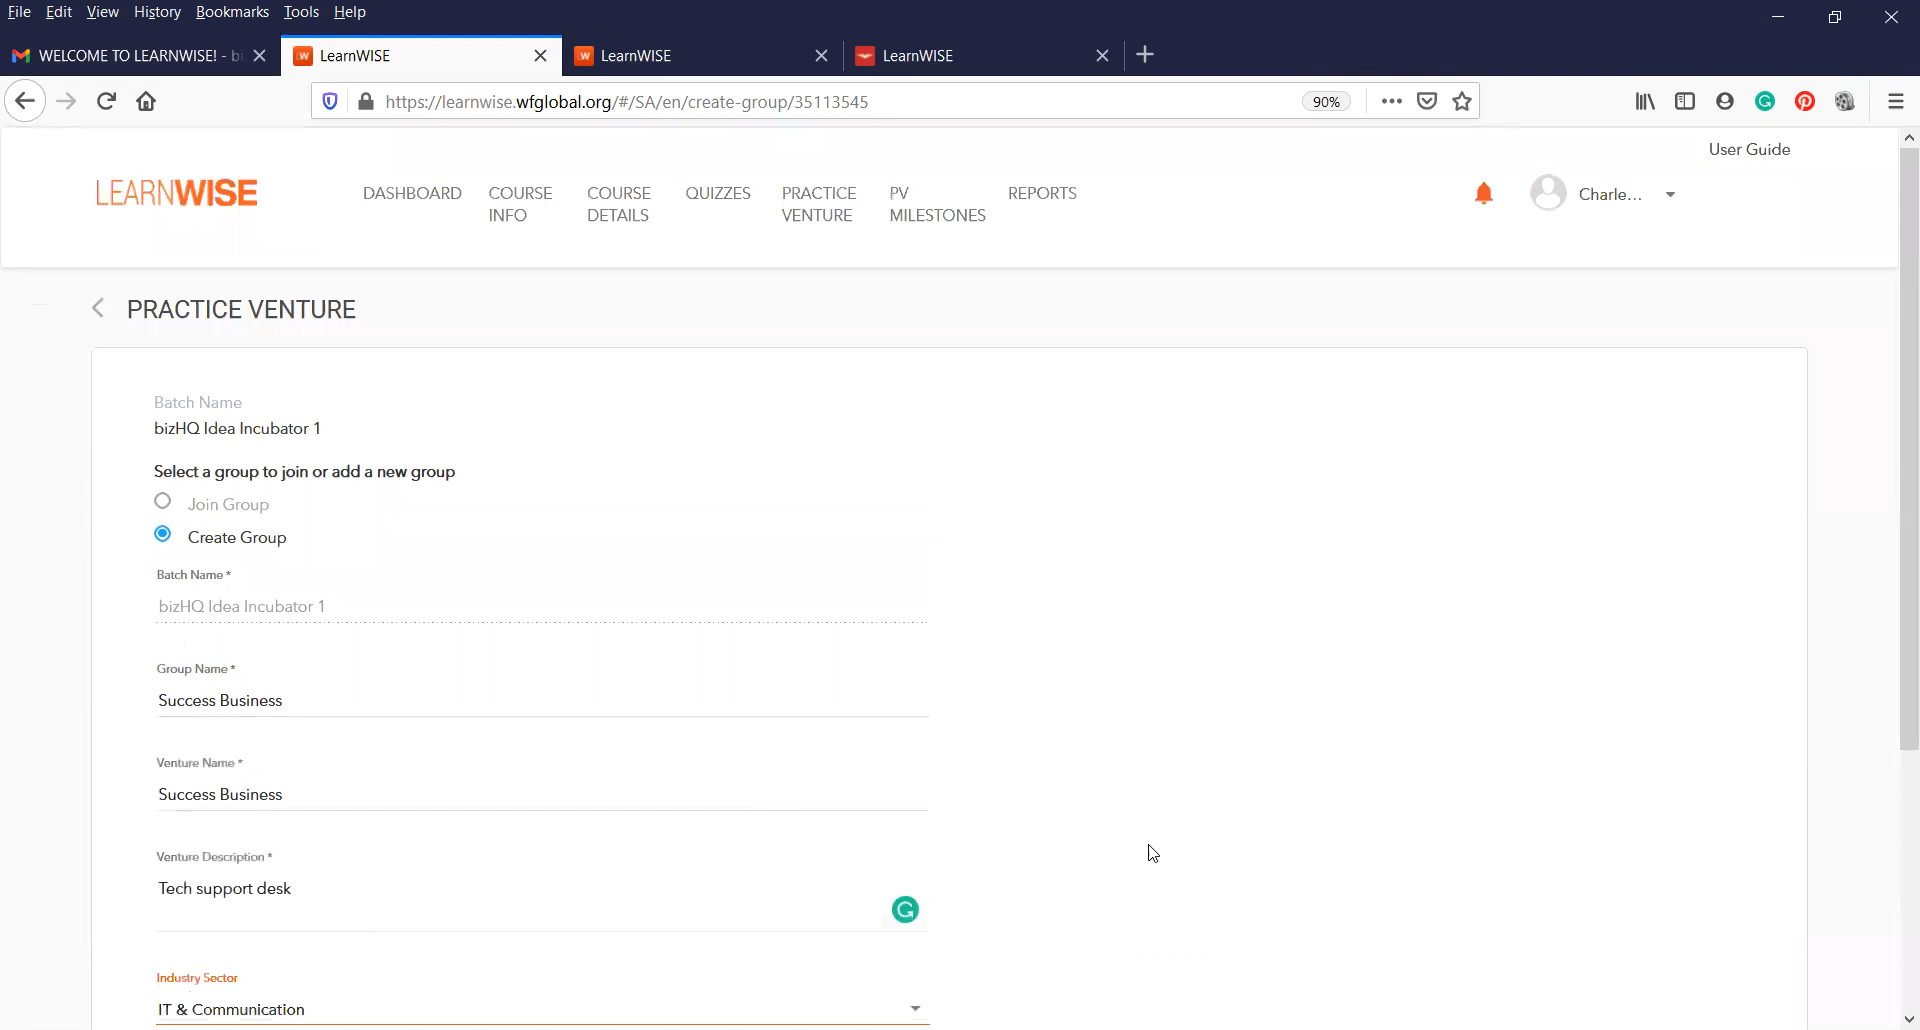 File Edit View History Bookmarks Tools Help
WELCOME TO LEARNWISE! - bi
LearnWISE
LearnWISE
LearnWISE
https://learnwise.wfglobal.org/#/SA/en/create-group/35113545
90%
User Guide
LEARNWISE
DASHBOARD
COURSE INFO
COURSE DETAILS
QUIZZES
PRACTICE VENTURE
PV MILESTONES
REPORTS
Charle...
PRACTICE VENTURE
Batch Name
bizHQ Idea Incubator 1
Select a group to join or add a new group
Join Group
Create Group
Batch Name *
bizHQ Idea Incubator 1
Group Name *
Success Business
Venture Name *
Success Business
Venture Description *
Tech support desk
Industry Sector
IT & Communication